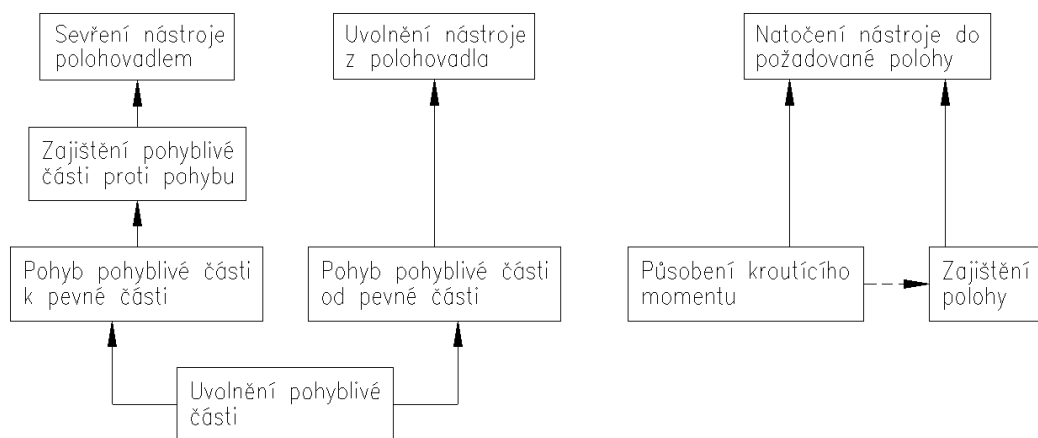 Sevření nástroje
polohovadlem
Uvolnění nástroje
z polohovadla
Natočení nástroje do
požadované polohy
Zajištění pohyblivé
části proti pohybu
Pohyb pohyblivé části
k pevné části
Pohyb pohyblivé části
od pevné části
Působení kroutícího
momentu
Zajištění
polohy
Uvolnění pohyblivé
části